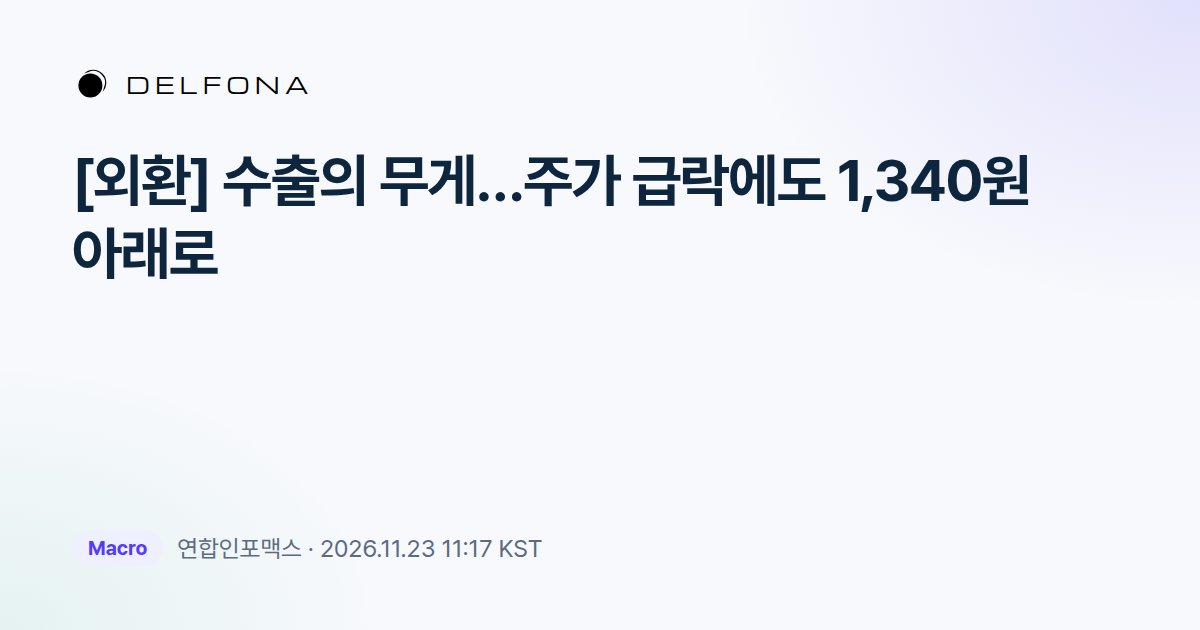 DELFONA
[외환] 수출의 무게…주가 급락에도 1,340원
아래로
Macro 연합인포맥스 · 2026.11.23 11:17 KST